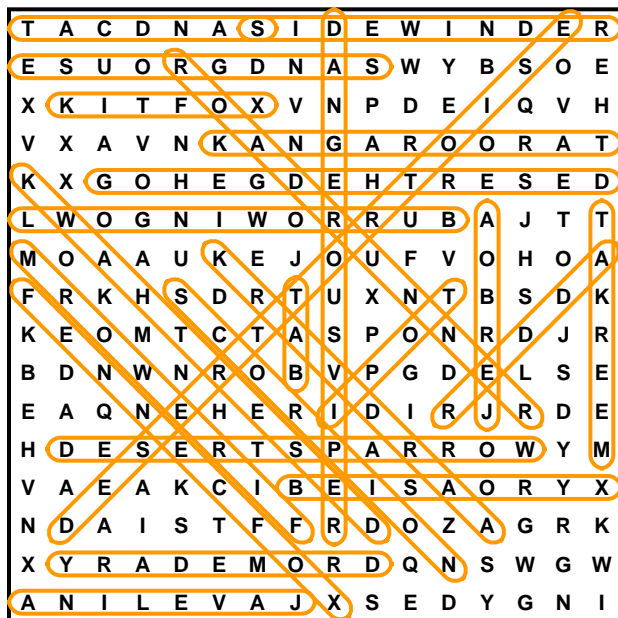 T A C D N A S I D E W I N D E R
E S U O R G D N A S W Y B S O E
X K I T F O X V N P D E I Q V H
V X A V N K A N G A R O O R A T
K X G O H E G D E H T R E S E D
L W O G N I W O R R U B A J T T
M O A A U K E J O U F V O H O A
F R K H S D R T U X N T B S D K
K E O M T C T A S P O N R D J R
B D N W N R O B V P G D E L S E
E A Q N E H E R I D I R J R D E
H D E S E R T S P A R R O W Y M
V A E A K C I B E I S A O R Y X
N D A I S T F F R D O Z A G R K
X Y R A D E M O R D Q N S W G W
A N I L E V A J X S E D Y G N I